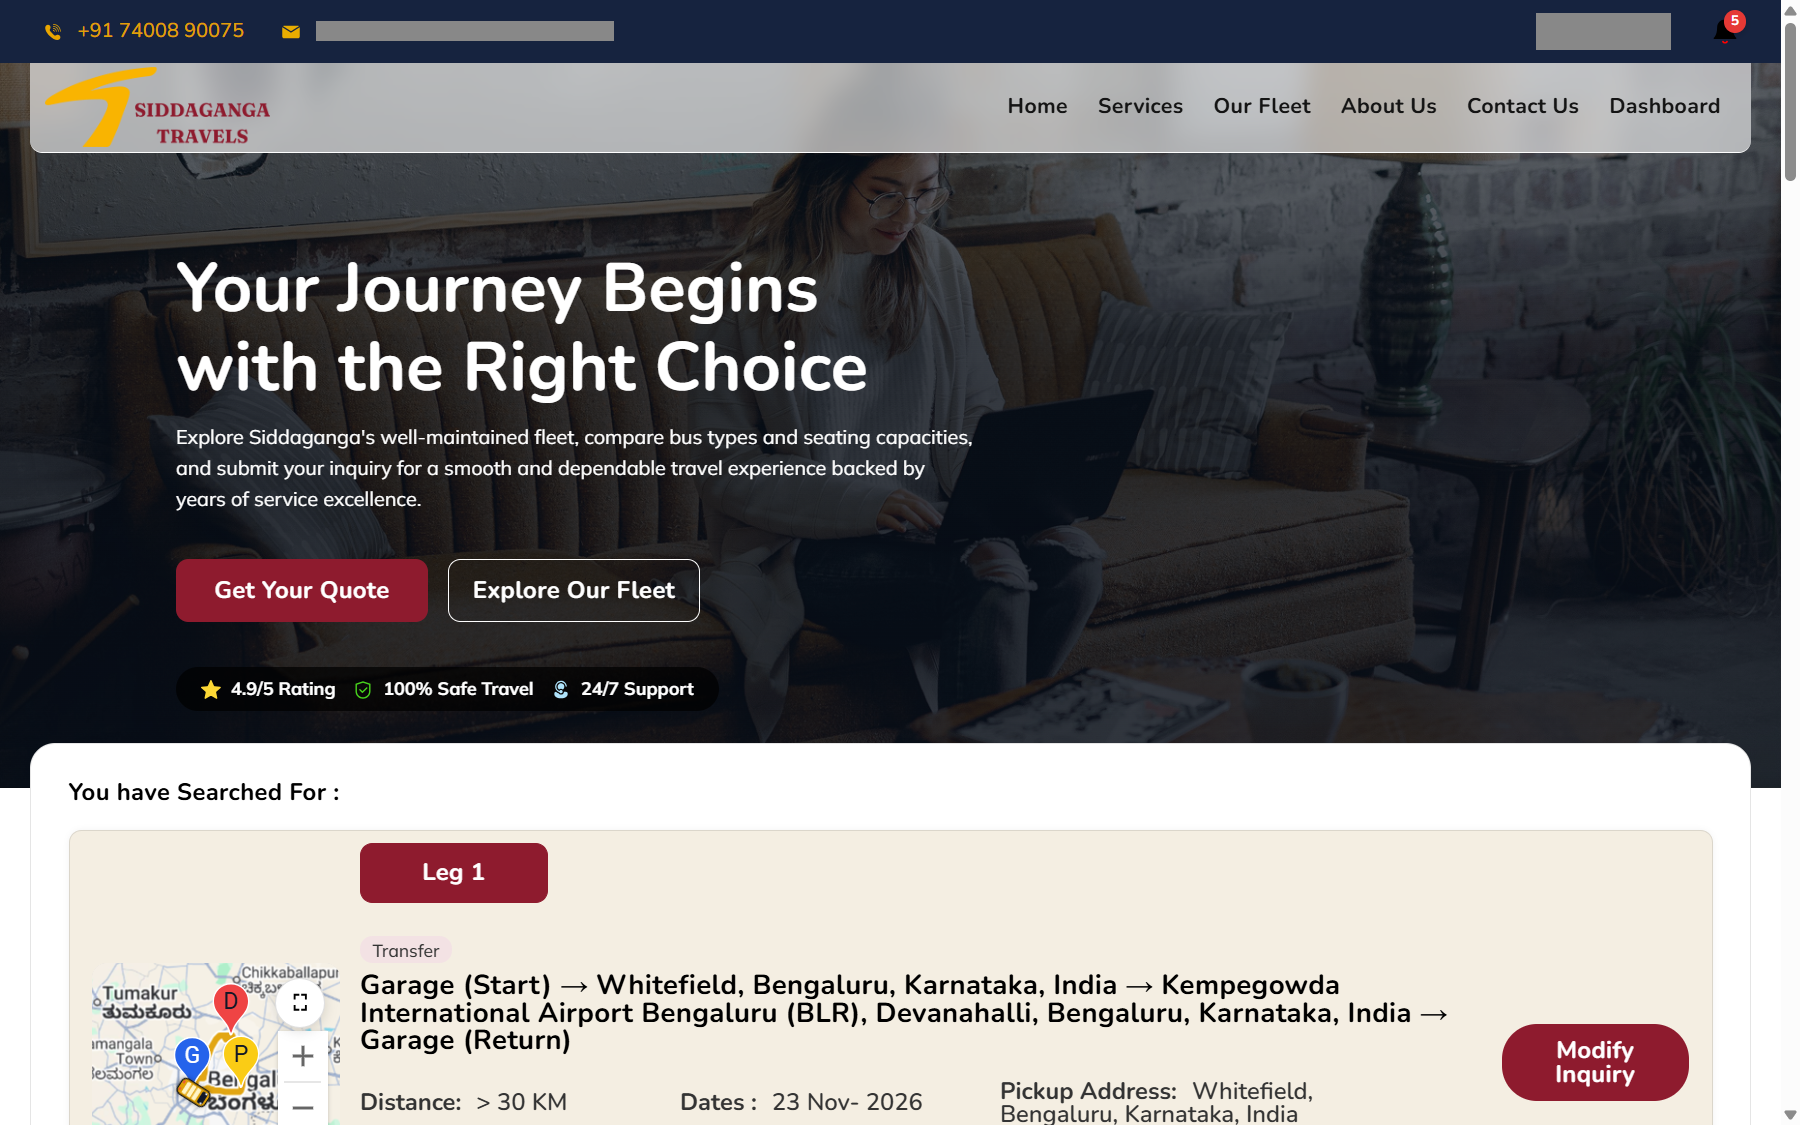 +91 74008 90075
5
SIDDAGANGA
TRAVELS
Home Services Our Fleet About Us Contact Us Dashboard
Your Journey Begins
with the Right Choice
Explore Siddaganga's well-maintained fleet, compare bus types and seating capacities,
and submit your inquiry for a smooth and dependable travel experience backed by
years of service excellence.
Get Your Quote Explore Our Fleet
4.9/5 Rating 100% Safe Travel 24/7 Support
You have Searched For :
Leg 1
Transfer
Garage (Start) → Whitefield, Bengaluru, Karnataka, India → Kempegowda
International Airport Bengaluru (BLR), Devanahalli, Bengaluru, Karnataka, India →
Garage (Return)
Distance: > 30 KM
Dates : 23 Nov- 2026
Pickup Address: Whitefield,
Bengaluru, Karnataka, India
Modify
Inquiry
Chikkaballapur
Tumakur
ತುಮಕೂರು
D
amangala
Town
G
P
+
−